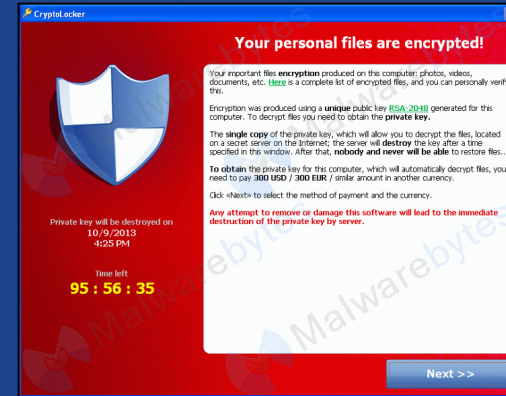 CryptoLocker
Your personal files are encrypted!
Your important files encryption produced on this computer: photos, videos,
documents, etc. Here is a complete list of encrypted files, and you can personally verify
this.
Encryption was produced using a unique public key RSA-2048 generated for this
computer. To decrypt files you need to obtain the private key.
The single copy of the private key, which will allow you to decrypt the files, located
on a secret server on the Internet; the server will destroy the key after a time
specified in this window. After that, nobody and never will be able to restore files...
To obtain the private key for this computer, which will automatically decrypt files, you
need to pay 300 USD / 300 EUR / similar amount in another currency.
Click «Next» to select the method of payment and the currency.
Any attempt to remove or damage this software will lead to the immediate
destruction of the private key by server.
Private key will be destroyed on
10/9/2013
4:25 PM
Time left
95 : 56 : 35
Next >>
Malwarebytes
Malwarebytes
Malwarebytes
Malwarebytes